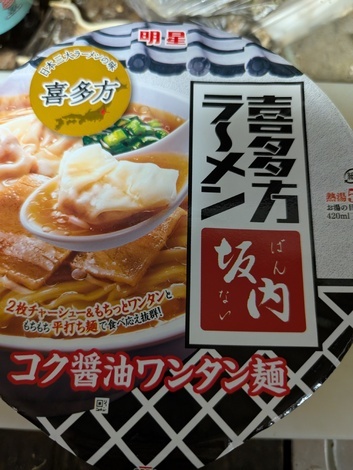 明星
日本三大ラーメンの味
喜多方
喜多方
ラーメン
ばん
坂内
ない
熱湯5
お湯の目
420ml
2枚チャーシュー&もちっとワンタンと
もちもち平打ち麺で食べ応え抜群!
コク醤油ワンタン麺